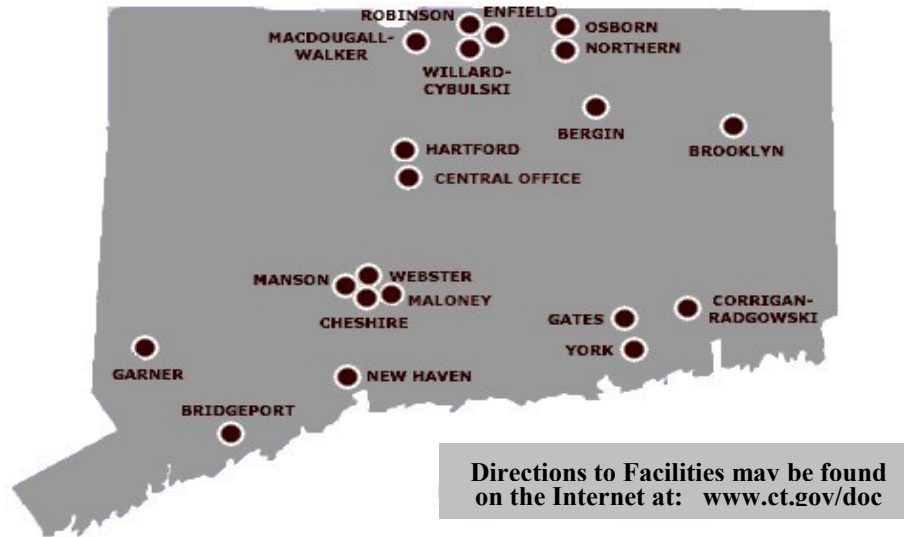 ROBINSON
ENFIELD
OSBORN
MACDOUGALL-
WALKER
NORTHERN
WILLARD-
CYBULSKI
BERGIN
BROOKLYN
HARTFORD
CENTRAL OFFICE
MANSON
WEBSTER
MALONEY
CHESHIRE
GATES
CORRIGAN-
RADGOWSKI
YORK
GARNER
NEW HAVEN
BRIDGEPORT
Directions to Facilities may be found
on the Internet at: www.ct.gov/doc